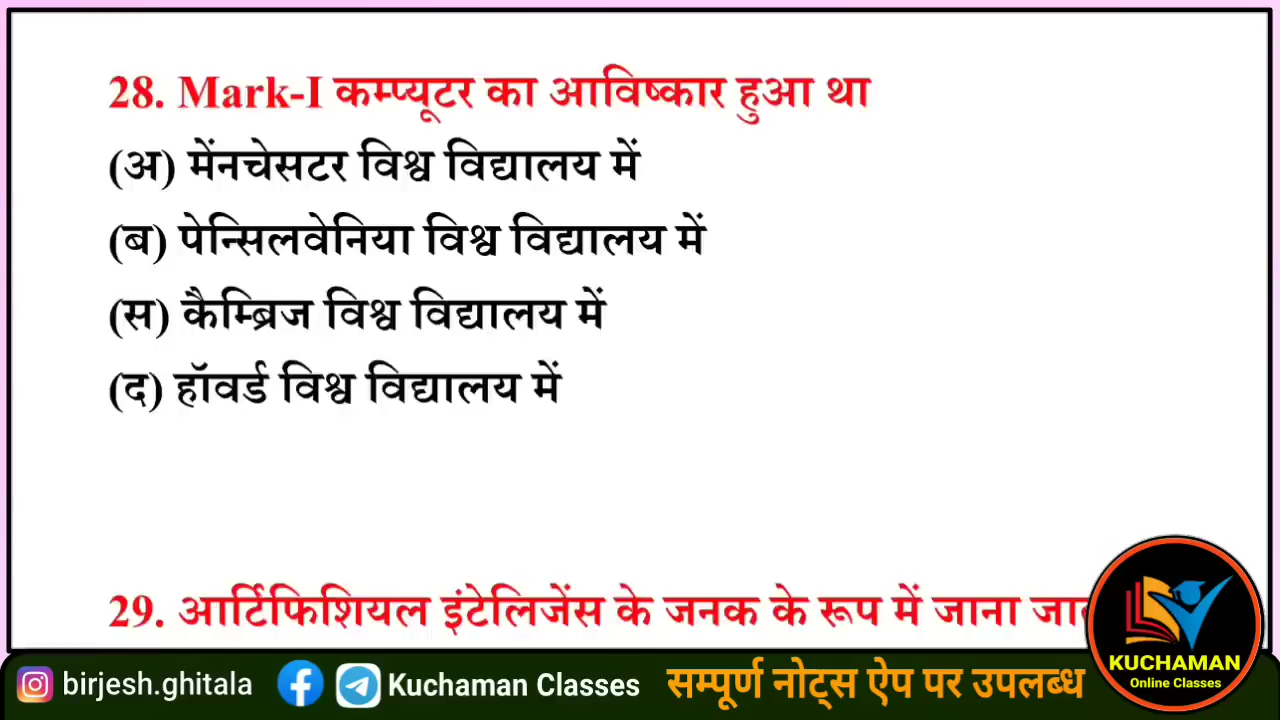 28. Mark-I कम्प्यूटर का आविष्कार हुआ था
(अ) मेंनचेसटर विश्व विद्यालय में
(ब) पेन्सिलवेनिया विश्व विद्यालय में
(स) कैम्ब्रिज विश्व विद्यालय में
(द) हॉवर्ड विश्व विद्यालय में
29. आर्टिफिशियल इंटेलिजेंस के जनक के रूप में जाना
KUCHAMAN
Online Classes
birjesh.ghitala
Kuchaman Classes
सम्पूर्ण नोट्स ऐप पर उपलब्ध